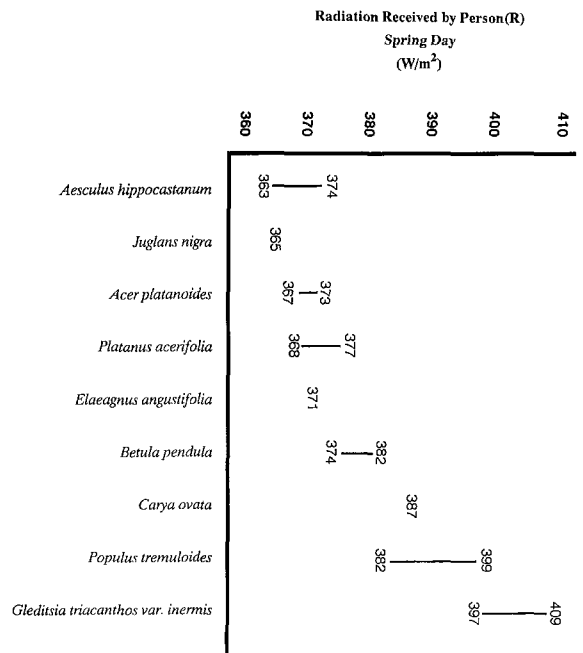 Radiation Received by Person(R)
Spring Day
(W/m²)
360 370 380 390 400 410
Aesculus hippocastanum 363 374
Juglans nigra 365
Acer platanoides 367 373
Platanus acerifolia 368 377
Elaeagnus angustifolia 371
Betula pendula 374 382
Carya ovata 387
Populus tremuloides 382 399
Gleditsia triacanthos var. inermis 397 409